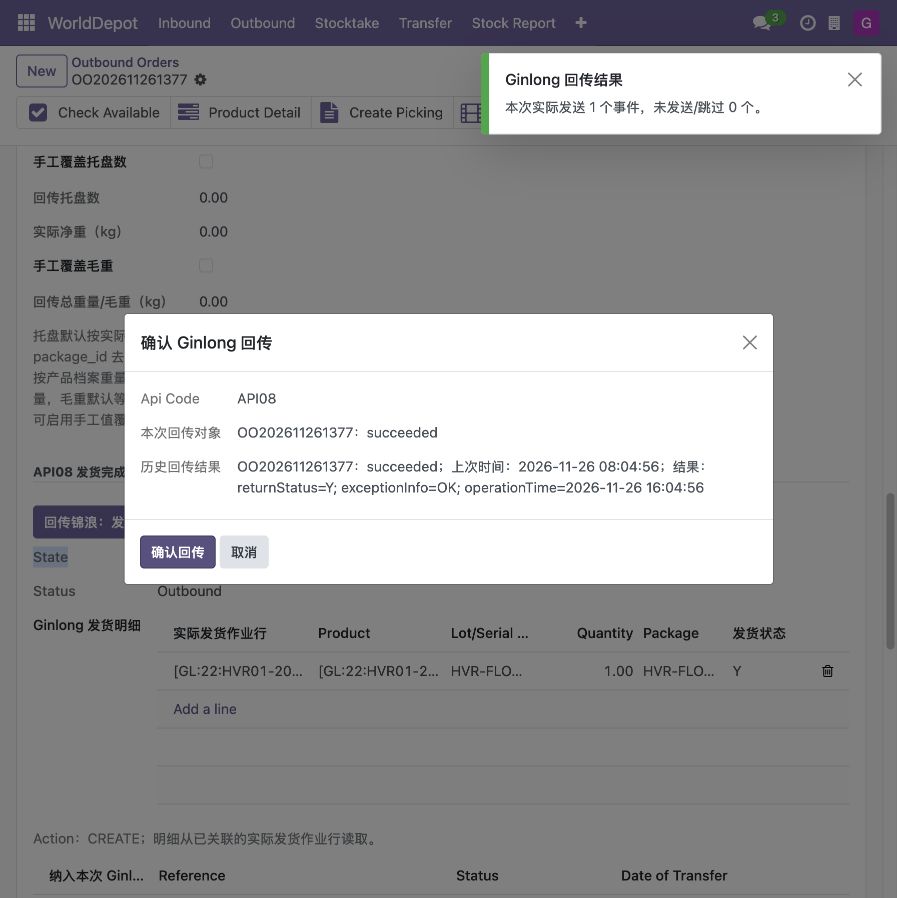 WorldDepot Inbound Outbound Stocktake Transfer Stock Report + 3 G
New Outbound Orders
OO202611261377
Check Available Product Detail Create Picking
Ginlong 回传结果
本次实际发送 1 个事件，未发送/跳过 0 个。
手工覆盖托盘数
回传托盘数 0.00
实际净重（kg） 0.00
手工覆盖毛重
回传总重量/毛重（kg） 0.00
托盘默认按实际
package_id 去
按产品档案重量
量，毛重默认等
可启用手工值覆
API08 发货完成
回传锦浪：发
确认 Ginlong 回传
Api Code API08
本次回传对象 OO202611261377：succeeded
历史回传结果 OO202611261377：succeeded；上次时间：2026-11-26 08:04:56；结果：
returnStatus=Y; exceptionInfo=OK; operationTime=2026-11-26 16:04:56
确认回传 取消
State
Status Outbound
Ginlong 发货明细
实际发货作业行 Product Lot/Serial ... Quantity Package 发货状态
[GL:22:HVR01-20... [GL:22:HVR01-2... HVR-FLO... 1.00 HVR-FLO... Y
Add a line
Action：CREATE；明细从已关联的实际发货作业行读取。
纳入本次 Ginl... Reference Status Date of Transfer